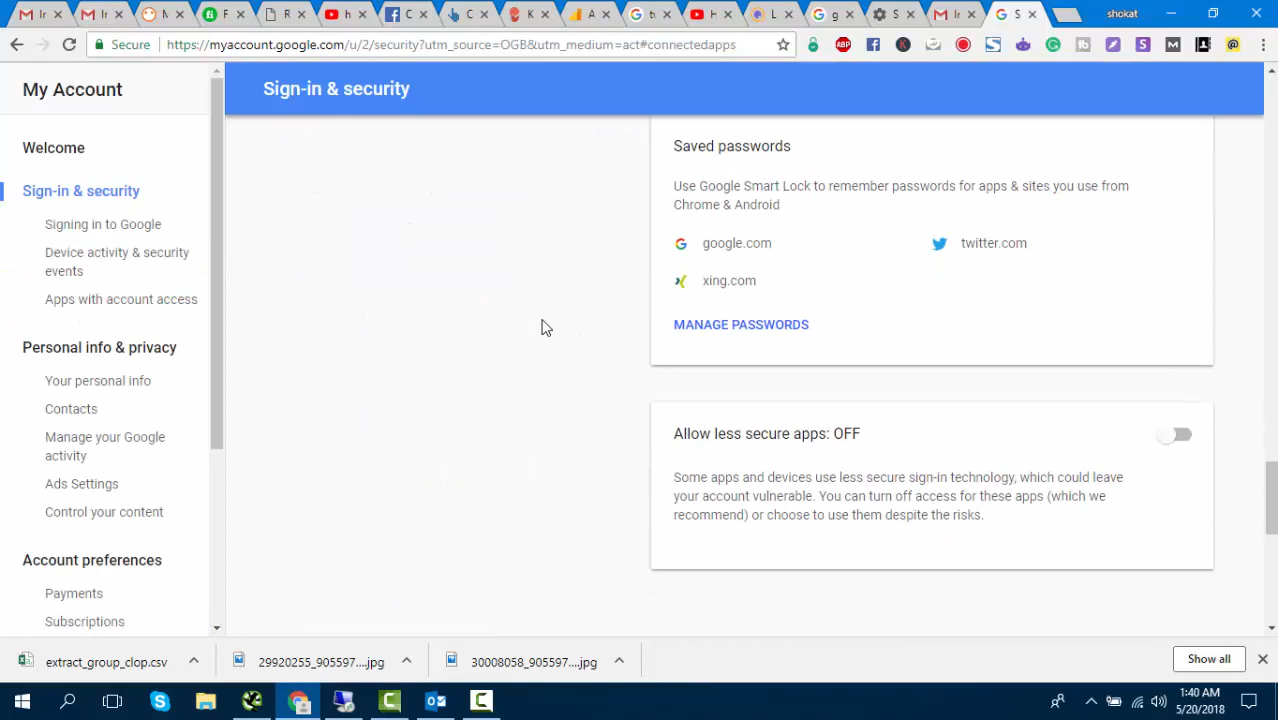 shokat
Secure https://myaccount.google.com/u/2/security?utm_source=OGB&utm_medium=act#connectedapps
My Account
Sign-in & security
Welcome
Sign-in & security
Signing in to Google
Device activity & security
events
Apps with account access
Personal info & privacy
Your personal info
Contacts
Manage your Google
activity
Ads Settings
Control your content
Account preferences
Payments
Subscriptions
Saved passwords
Use Google Smart Lock to remember passwords for apps & sites you use from
Chrome & Android
google.com
twitter.com
xing.com
MANAGE PASSWORDS
Allow less secure apps: OFF
Some apps and devices use less secure sign-in technology, which could leave
your account vulnerable. You can turn off access for these apps (which we
recommend) or choose to use them despite the risks.
extract_group_clop.csv
29920255_905597....jpg
30008058_905597....jpg
Show all
1:40 AM
5/20/2018